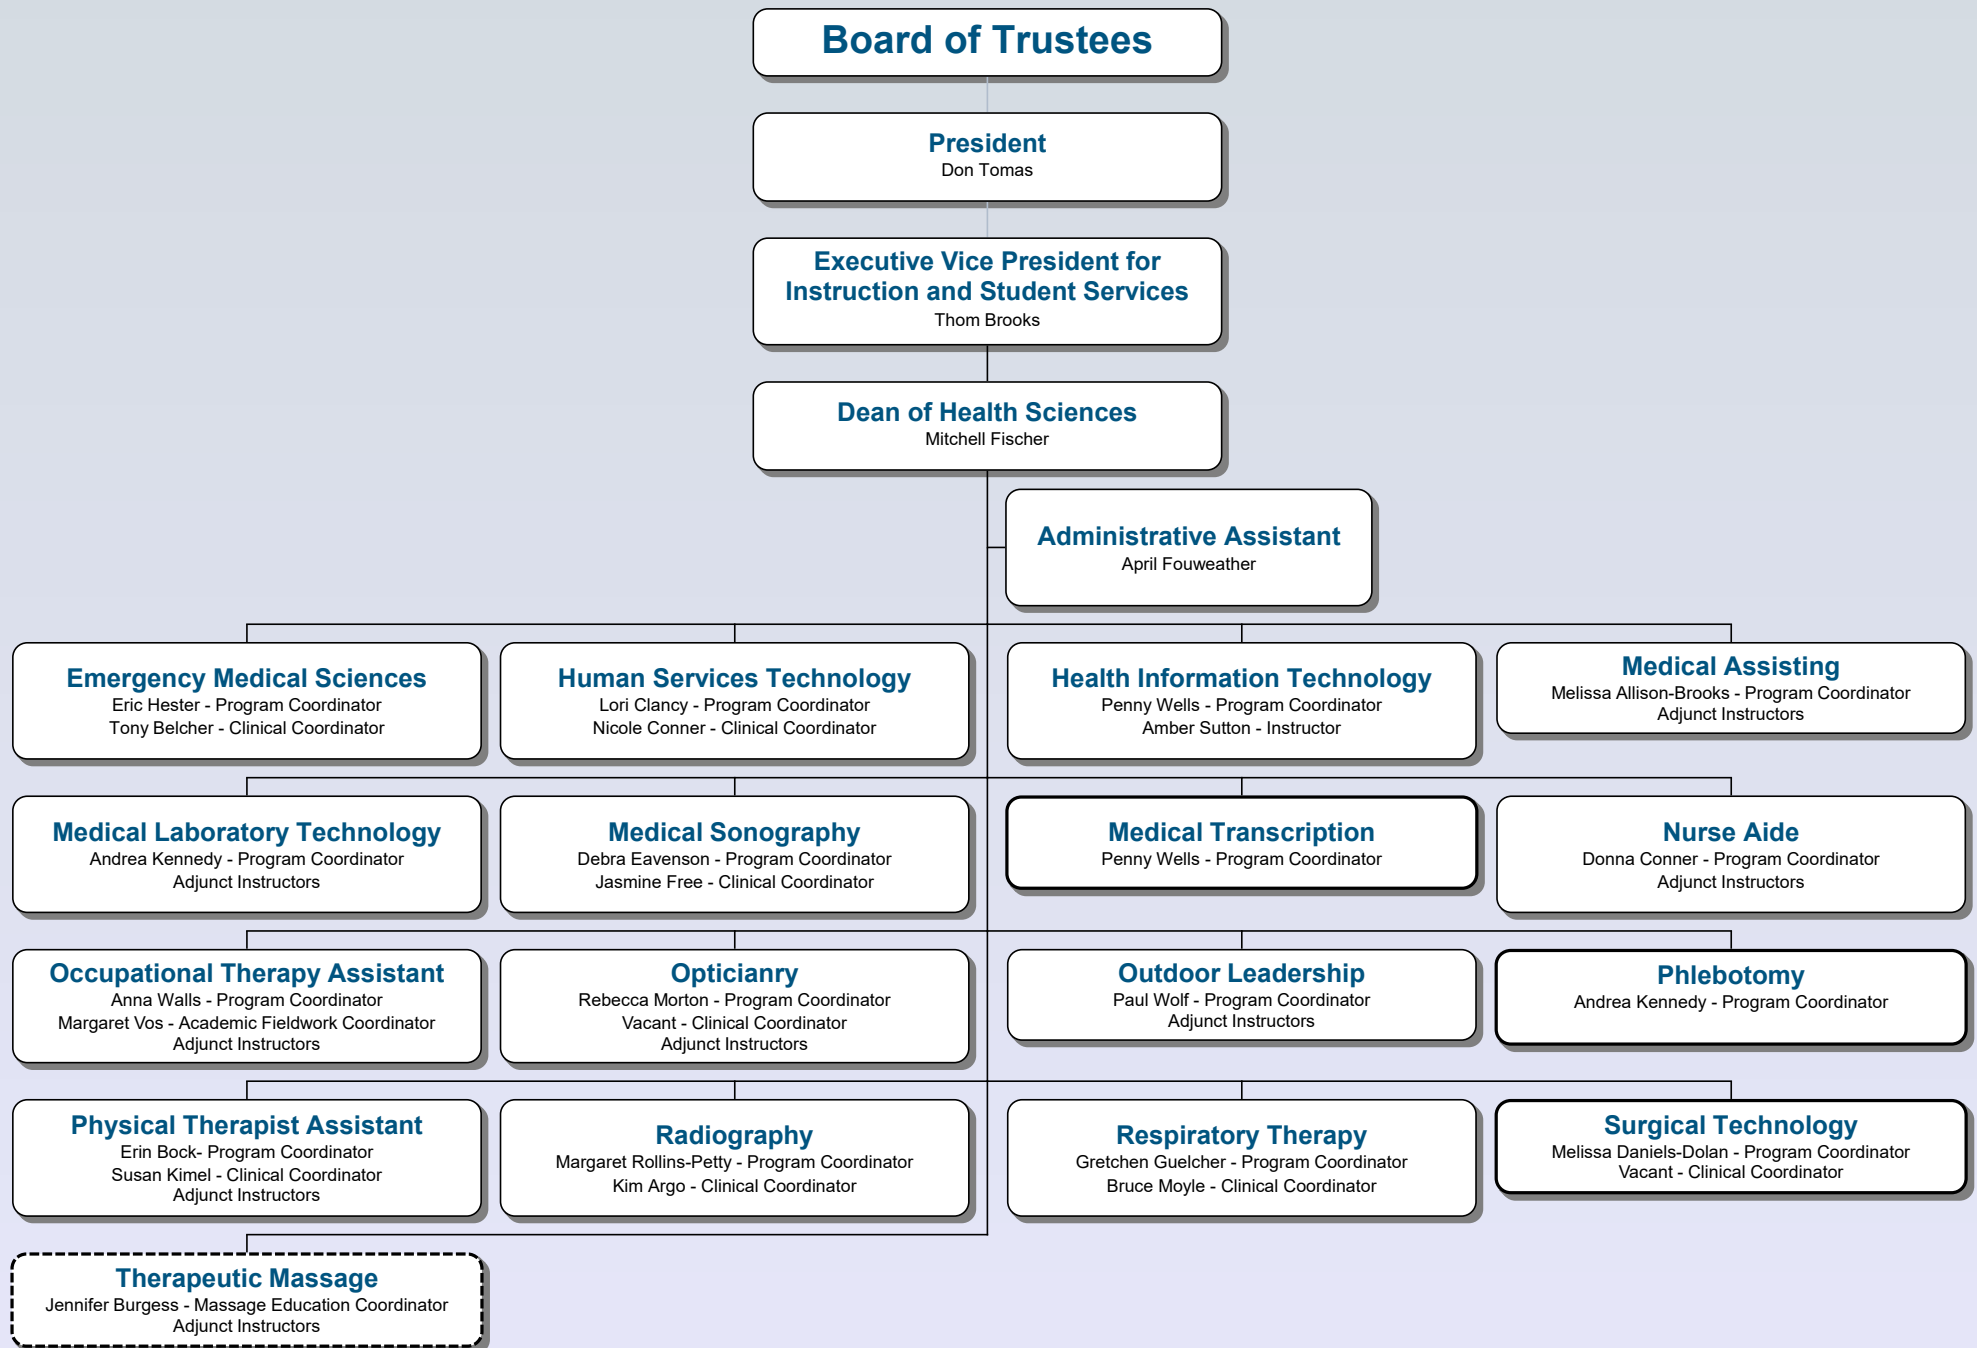 Board of Trustees
President
Don Tomas
Executive Vice President for
Instruction and Student Services
Thom Brooks
Dean of Health Sciences
Mitchell Fischer
Administrative Assistant
April Fouweather
Emergency Medical Sciences
Eric Hester - Program Coordinator
Tony Belcher - Clinical Coordinator
Human Services Technology
Lori Clancy - Program Coordinator
Nicole Conner - Clinical Coordinator
Health Information Technology
Penny Wells - Program Coordinator
Amber Sutton - Instructor
Medical Assisting
Melissa Allison-Brooks - Program Coordinator
Adjunct Instructors
Medical Laboratory Technology
Andrea Kennedy - Program Coordinator
Adjunct Instructors
Medical Sonography
Debra Eavenson - Program Coordinator
Jasmine Free - Clinical Coordinator
Medical Transcription
Penny Wells - Program Coordinator
Nurse Aide
Donna Conner - Program Coordinator
Adjunct Instructors
Occupational Therapy Assistant
Anna Walls - Program Coordinator
Margaret Vos - Academic Fieldwork Coordinator
Adjunct Instructors
Opticianry
Rebecca Morton - Program Coordinator
Vacant - Clinical Coordinator
Adjunct Instructors
Outdoor Leadership
Paul Wolf - Program Coordinator
Adjunct Instructors
Phlebotomy
Andrea Kennedy - Program Coordinator
Physical Therapist Assistant
Erin Bock- Program Coordinator
Susan Kimel - Clinical Coordinator
Adjunct Instructors
Radiography
Margaret Rollins-Petty - Program Coordinator
Kim Argo - Clinical Coordinator
Respiratory Therapy
Gretchen Guelcher - Program Coordinator
Bruce Moyle - Clinical Coordinator
Surgical Technology
Melissa Daniels-Dolan - Program Coordinator
Vacant - Clinical Coordinator
Therapeutic Massage
Jennifer Burgess - Massage Education Coordinator
Adjunct Instructors